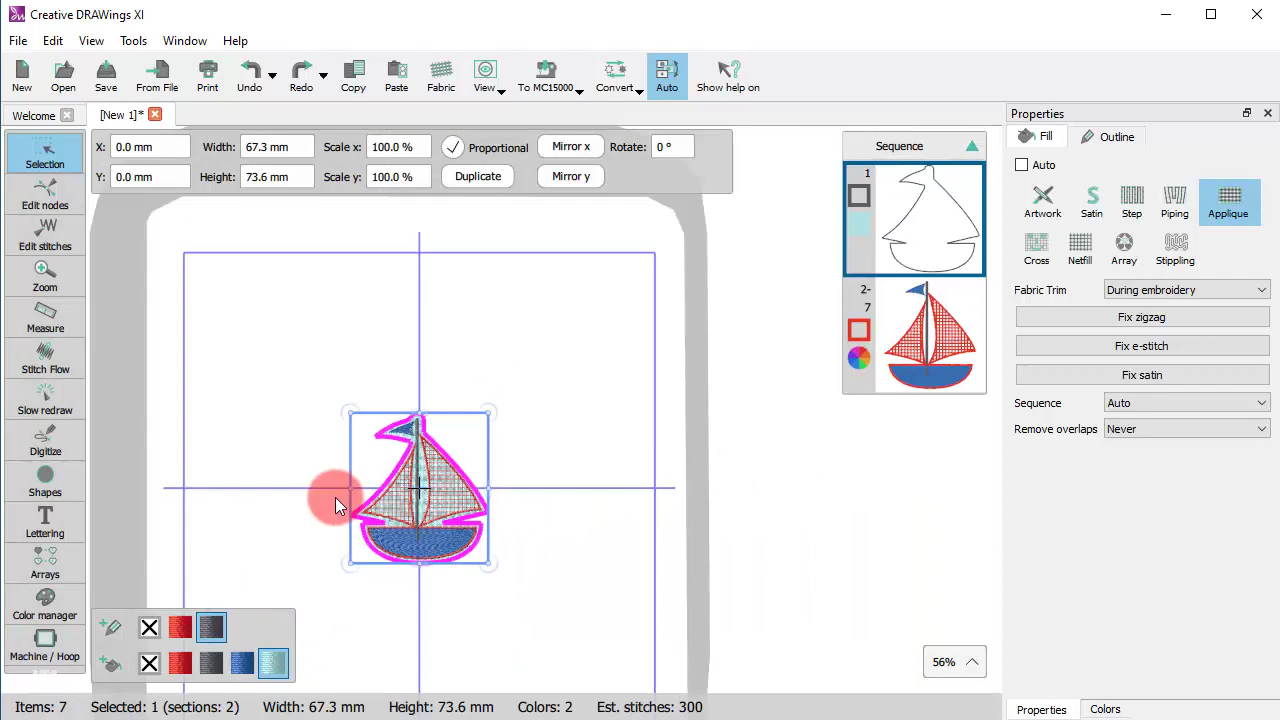 Creative DRAWings XI
File Edit View Tools Window Help
New Open Save From File Print Undo Redo Copy Paste Fabric View To MC15000 Convert Auto Show help on
Welcome [New 1]*
Selection
Edit nodes
Edit stitches
Zoom
Measure
Stitch Flow
Slow redraw
Digitize
Shapes
Lettering
Arrays
Color manager
Machine / Hoop
X: 0.0 mm Width: 67.3 mm Scale x: 100.0 % Proportional Mirror x Rotate: 0 °
Y: 0.0 mm Height: 73.6 mm Scale y: 100.0 % Duplicate Mirror y
Sequence
1
2-
7
56%
Properties
Fill Outline
Auto
Artwork Satin Step Piping Applique
Cross Netfill Array Stippling
Fabric Trim During embroidery
Fix zigzag
Fix e-stitch
Fix satin
Sequence Auto
Remove overlaps Never
Properties Colors
Items: 7 Selected: 1 (sections: 2) Width: 67.3 mm Height: 73.6 mm Colors: 2 Est. stitches: 300